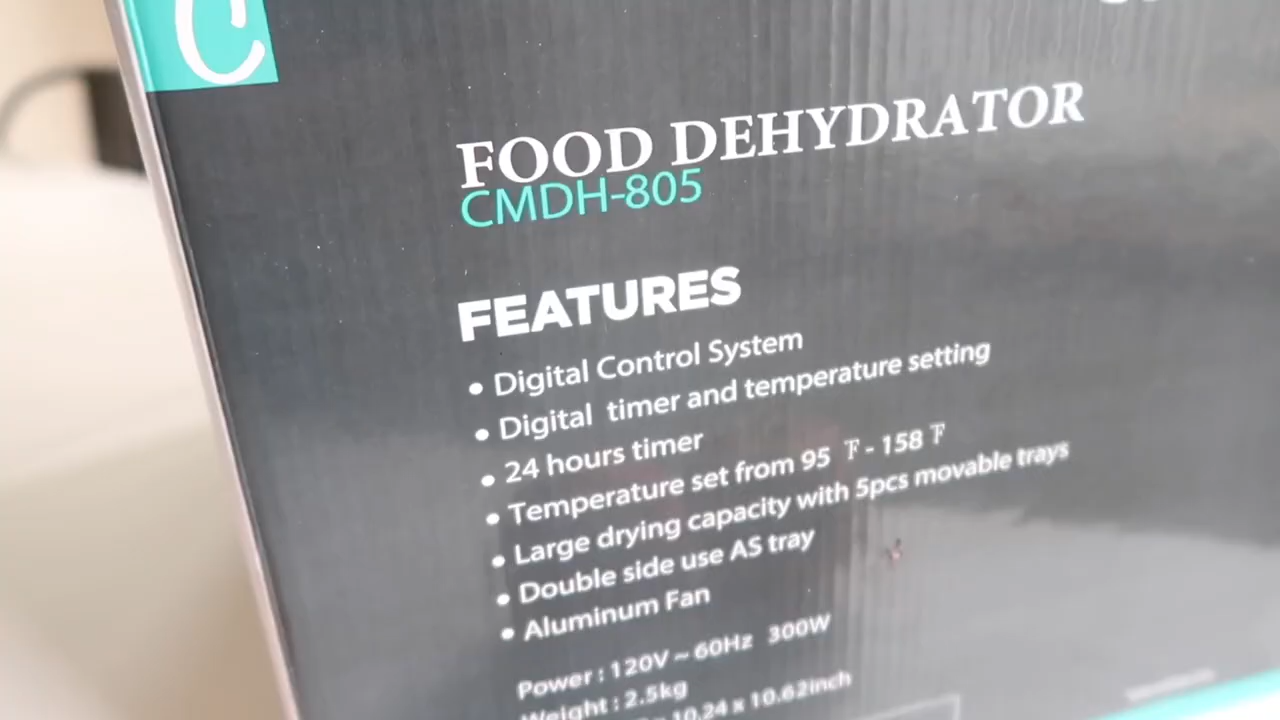 C
FOOD DEHYDRATOR
CMDH-805
FEATURES
• Digital Control System
• Digital timer and temperature setting
• 24 hours timer
• Temperature set from 95 ℉ - 158 ℉
• Large drying capacity with 5pcs movable trays
• Double side use AS tray
• Aluminum Fan
Power : 120V ~ 60Hz 300W
Weight : 2.5kg
10.24 x 10.62inch